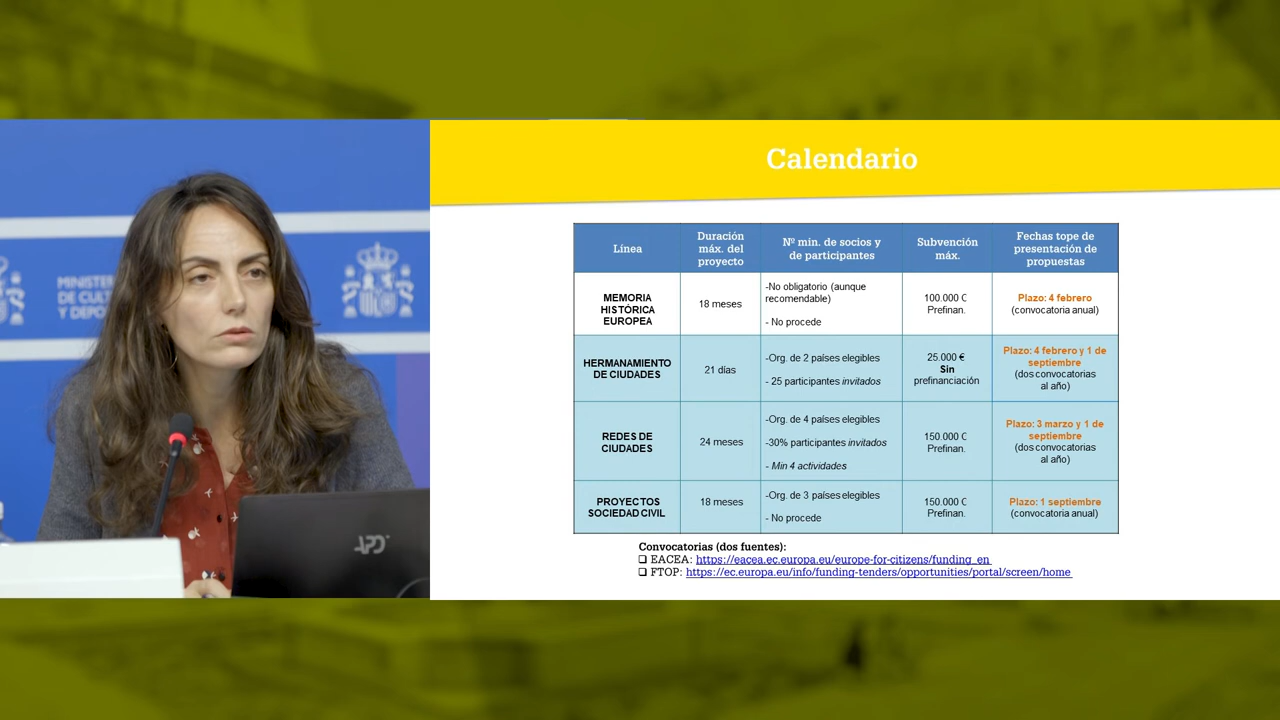 Calendario
MINISTE
DE CUL
Y DEPO
Línea
Duración
máx. del
proyecto
Nº min. de socios y
de participantes
Subvención
máx.
Fechas tope de
presentación de
propuestas
MEMORIA
HISTÓRICA
EUROPEA
18 meses
-No obligatorio (aunque
recomendable)
- No procede
100.000 €
Prefinan.
Plazo: 4 febrero
(convocatoria anual)
HERMANAMIENTO
DE CIUDADES
21 días
-Org. de 2 países elegibles
- 25 participantes invitados
25.000 €
Sin
prefinanciación
Plazo: 4 febrero y 1 de
septiembre
(dos convocatorias
al año)
REDES DE
CIUDADES
24 meses
-Org. de 4 países elegibles
-30% participantes invitados
- Min 4 actividades
150.000 €
Prefinan.
Plazo: 3 marzo y 1 de
septiembre
(dos convocatorias
al año)
PROYECTOS
SOCIEDAD CIVIL
18 meses
-Org. de 3 países elegibles
- No procede
150.000 €
Prefinan.
Plazo: 1 septiembre
(convocatoria anual)
Convocatorias (dos fuentes):
❑ EACEA: https://eacea.ec.europa.eu/europe-for-citizens/funding_en
❑ FTOP: https://ec.europa.eu/info/funding-tenders/opportunities/portal/screen/home
APD